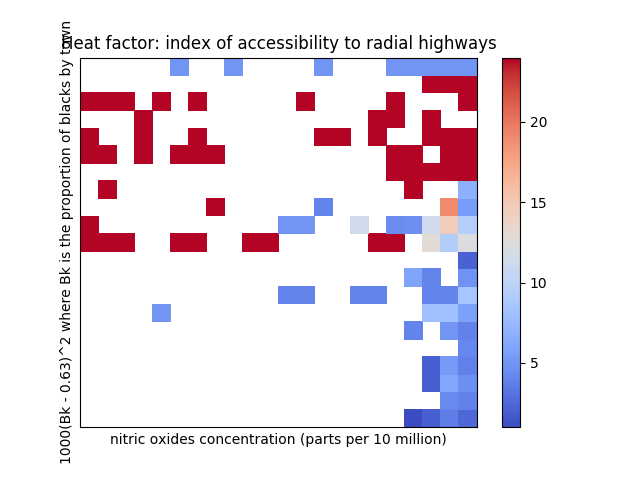 Heat factor: index of accessibility to radial highways
1000(Bk - 0.63)^2 where Bk is the proportion of blacks by town
20
15
10
5
nitric oxides concentration (parts per 10 million)